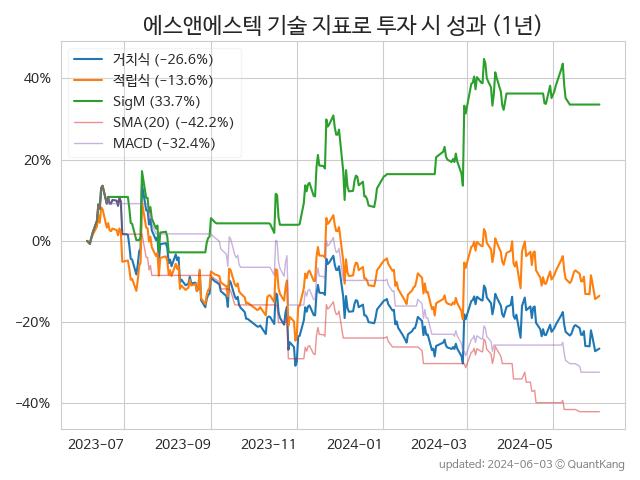 에스앤에스텍 기술 지표로 투자 시 성과 (1년)
거치식 (−26.6%)
적립식 (−13.6%)
SigM (33.7%)
SMA(20) (−42.2%)
MACD (−32.4%)
40%
20%
0%
−20%
−40%
2023−07 2023−09 2023−11 2024−01 2024−03 2024−05
updated: 2024−06−03 © QuantKang